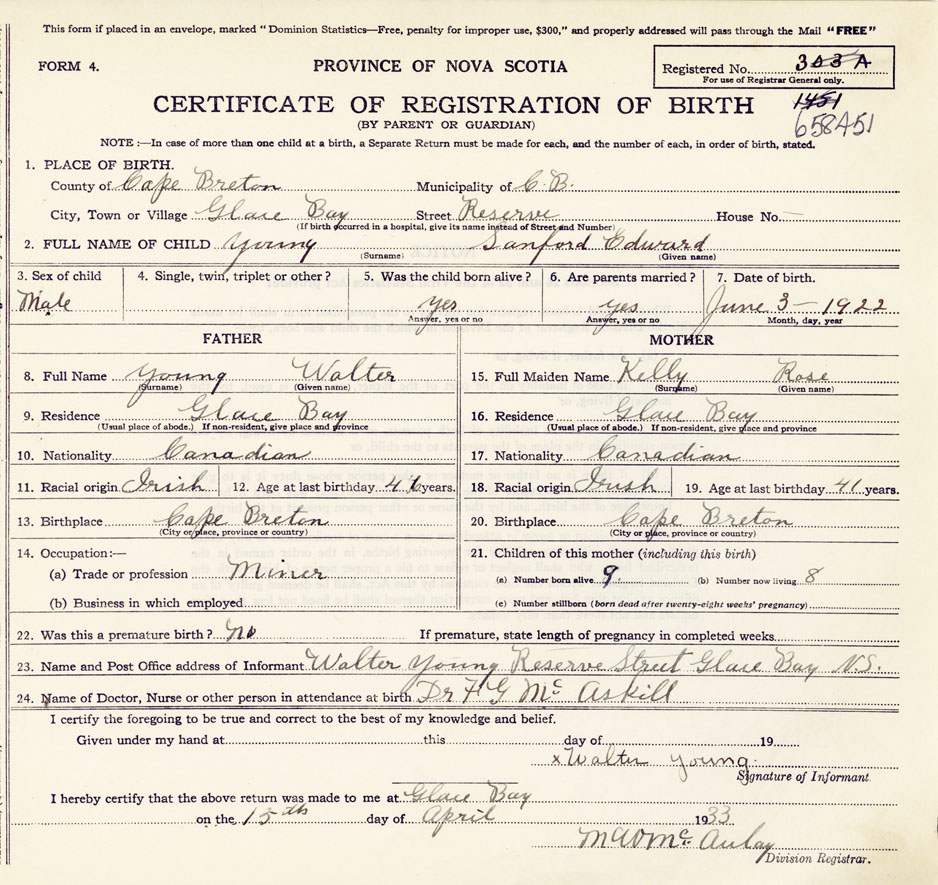 This form if placed in an envelope, marked “Dominion Statistics—Free, penalty for improper use, $300,” and properly addressed will pass through the Mail “FREE”
FORM 4.
PROVINCE OF NOVA SCOTIA
Registered No. 303 A
For use of Registrar General only.
CERTIFICATE OF REGISTRATION OF BIRTH
1451
(BY PARENT OR GUARDIAN)
658451
NOTE :—In case of more than one child at a birth, a Separate Return must be made for each, and the number of each, in order of birth, stated.
1. PLACE OF BIRTH.
County of Cape Breton Municipality of C. B.
City, Town or Village Glace Bay Street Reserve House No. —
(If birth occurred in a hospital, give its name instead of Street and Number)
2. FULL NAME OF CHILD Young Sanford Edward
(Surname) (Given name)
3. Sex of child 4. Single, twin, triplet or other? 5. Was the child born alive? 6. Are parents married? 7. Date of birth.
Male yes yes June 3 — 1922
Answer, yes or no Answer, yes or no Month, day, year
FATHER MOTHER
8. Full Name Young Walter 15. Full Maiden Name Kelly Rose
(Surname) (Given name) (Surname) (Given name)
9. Residence Glace Bay 16. Residence Glace Bay
(Usual place of abode.) If non-resident, give place and province (Usual place of abode.) If non-resident, give place and province
10. Nationality Canadian 17. Nationality Canadian
11. Racial origin Irish 12. Age at last birthday years. 18. Racial origin Irish 19. Age at last birthday 41 years.
13. Birthplace Cape Breton 20. Birthplace Cape Breton
(City or place, province or country) (City or place, province or country)
14. Occupation:— 21. Children of this mother (including this birth)
(a) Trade or profession Miner (a) Number born alive 9. (b) Number now living 8
(b) Business in which employed (c) Number stillborn (born dead after twenty-eight weeks' pregnancy)
22. Was this a premature birth? no If premature, state length of pregnancy in completed weeks
23. Name and Post Office address of Informant Walter Young Reserve Street Glace Bay N.S.
24. Name of Doctor, Nurse or other person in attendance at birth Dr F G McAskill
I certify the foregoing to be true and correct to the best of my knowledge and belief.
Given under my hand at this day of 19
x Walter Young
Signature of Informant
I hereby certify that the above return was made to me at Glace Bay
on the 15th day of April 1933
McAulay
Division Registrar.